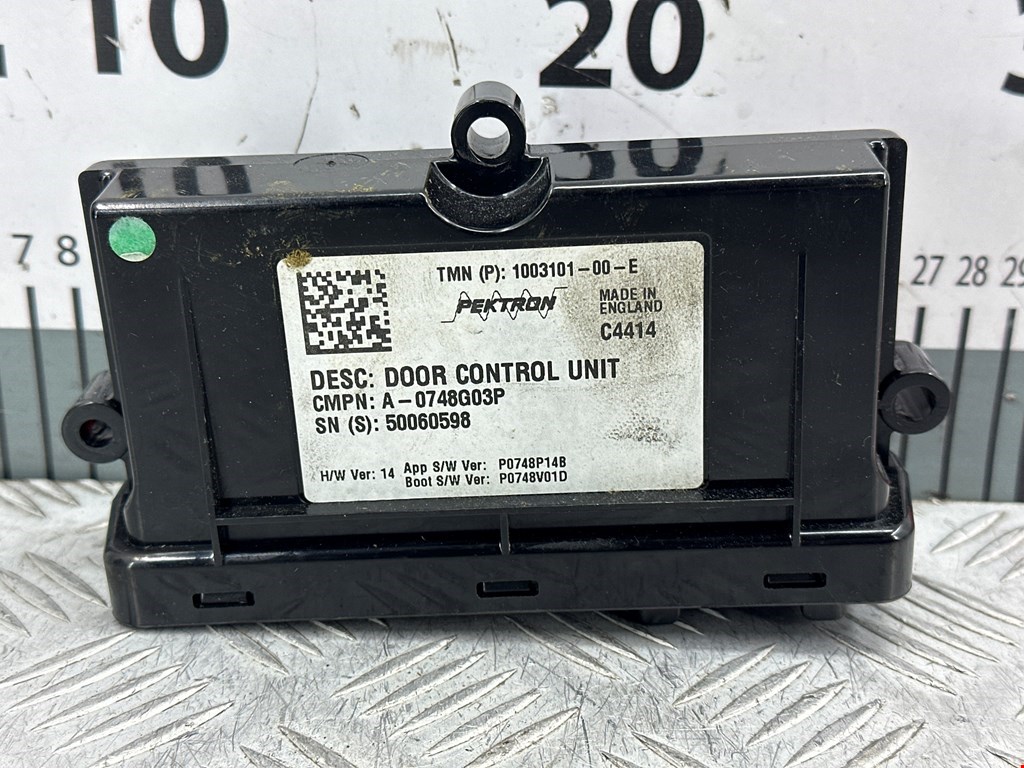 10
20
7 8
27 28 29
TMN (P): 1003101-00-E
PEKTRON
MADE IN
ENGLAND
C4414
DESC: DOOR CONTROL UNIT
CMPN: A-0748G03P
SN (S): 50060598
H/W Ver: 14 App S/W Ver: P0748P14B
Boot S/W Ver: P0748V01D